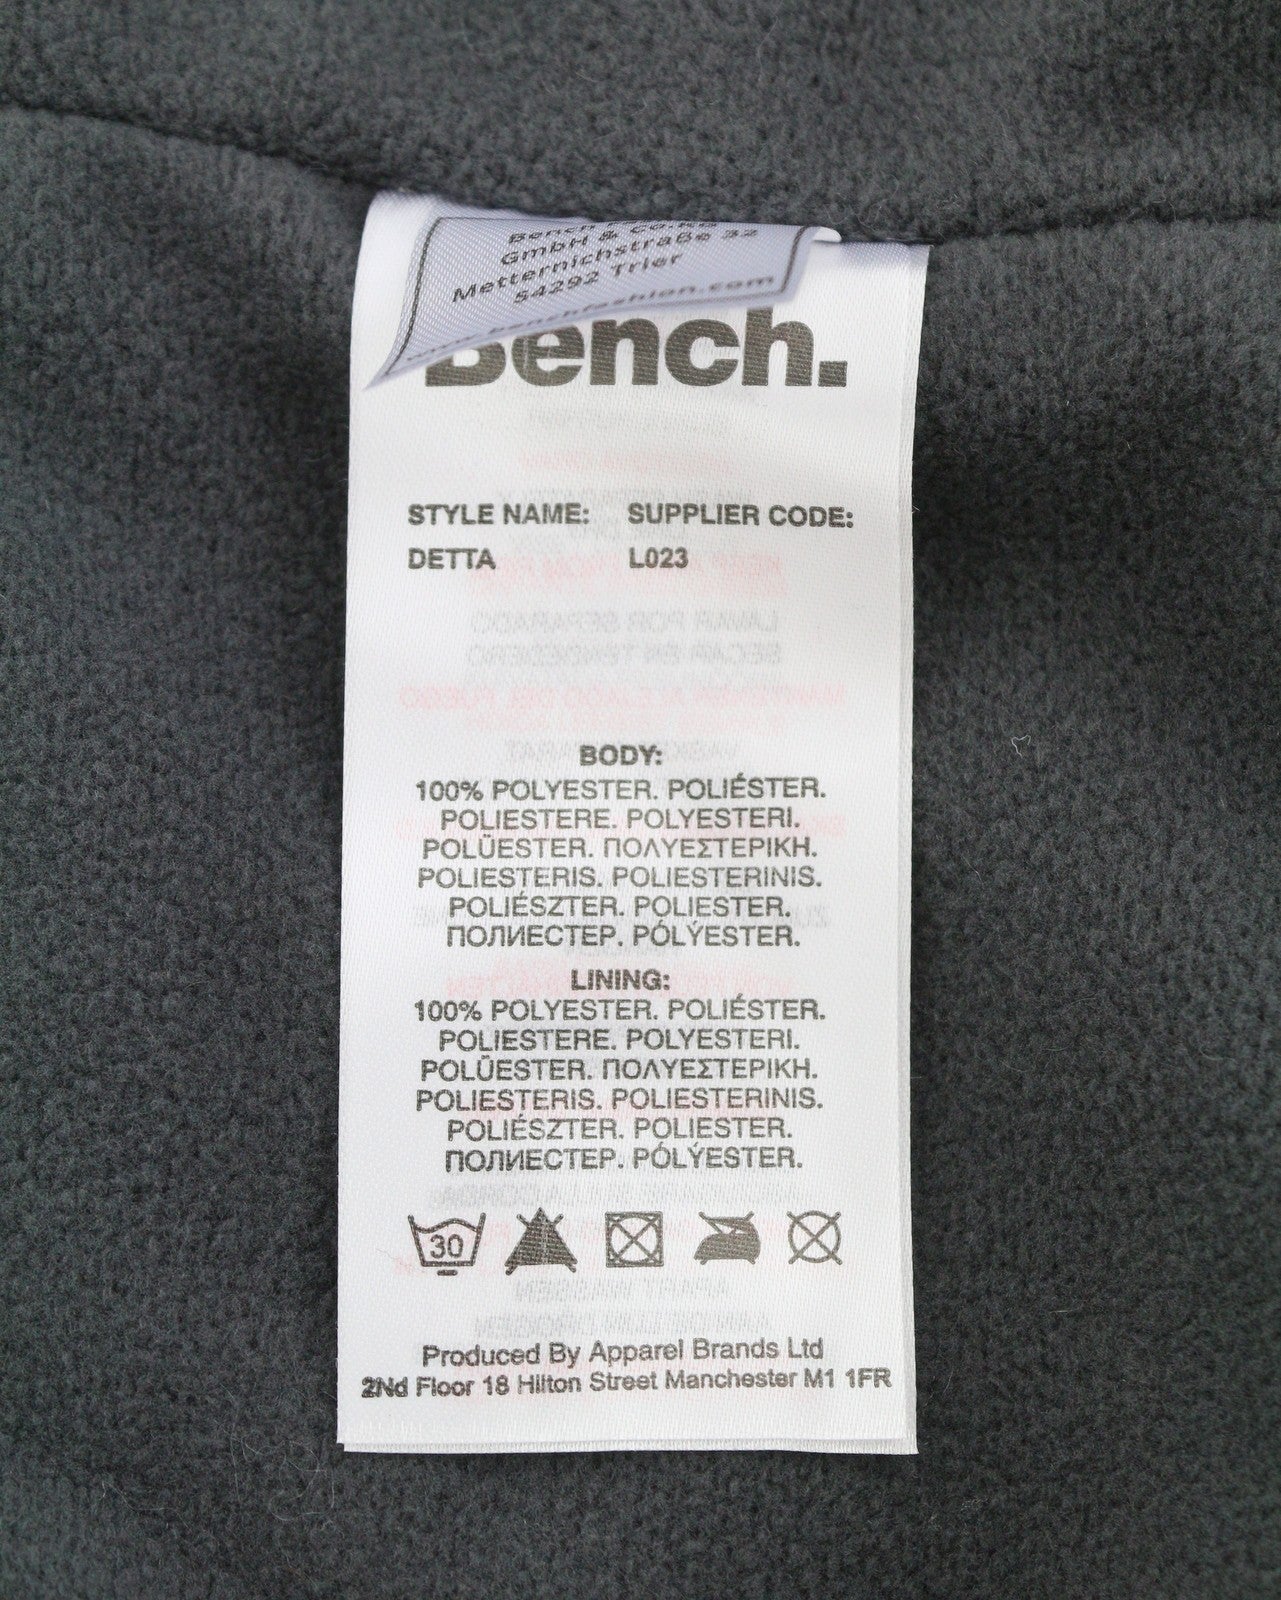 GmbH & Co.KG
Metternichstraße 32
54292 Trier
www.benchfashion.com
Bench.
STYLE NAME: SUPPLIER CODE:
DETTA L023
BODY:
100% POLYESTER. POLIÉSTER.
POLIESTERE. POLYESTERI.
POLÜESTER. ΠΟΛΥΕΣΤΕΡΙΚΗ.
POLIESTERIS. POLIESTERINIS.
POLIÉSZTER. POLIESTER.
ПОЛИЕСТЕР. PÓLÝESTER.
LINING:
100% POLYESTER. POLIÉSTER.
POLIESTERE. POLYESTERI.
POLÜESTER. ΠΟΛΥΕΣΤΕΡΙΚΗ.
POLIESTERIS. POLIESTERINIS.
POLIÉSZTER. POLIESTER.
ПОЛИЕСТЕР. PÓLÝESTER.
30
Produced By Apparel Brands Ltd
2Nd Floor 18 Hilton Street Manchester M1 1FR